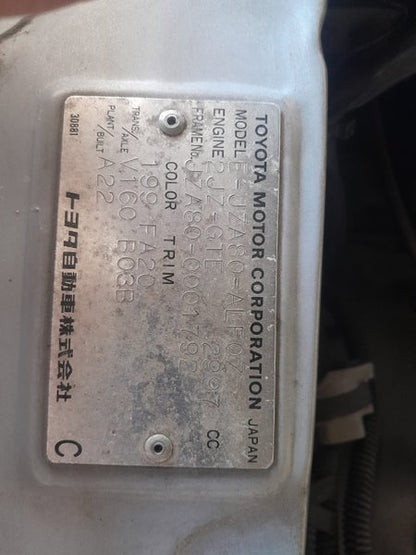 TOYOTA MOTOR CORPORATION JAPAN
MODEL E-JZA80-ALFQZ
ENGINE 2JZ-GTE 2997 CC
FRAME No. JZA80-000179
COLOR TRIM
199 FA20
TRANS/AXLE V160 B03B
PLANT/BUILT A22
30881
トヨタ自動車株式会社 C